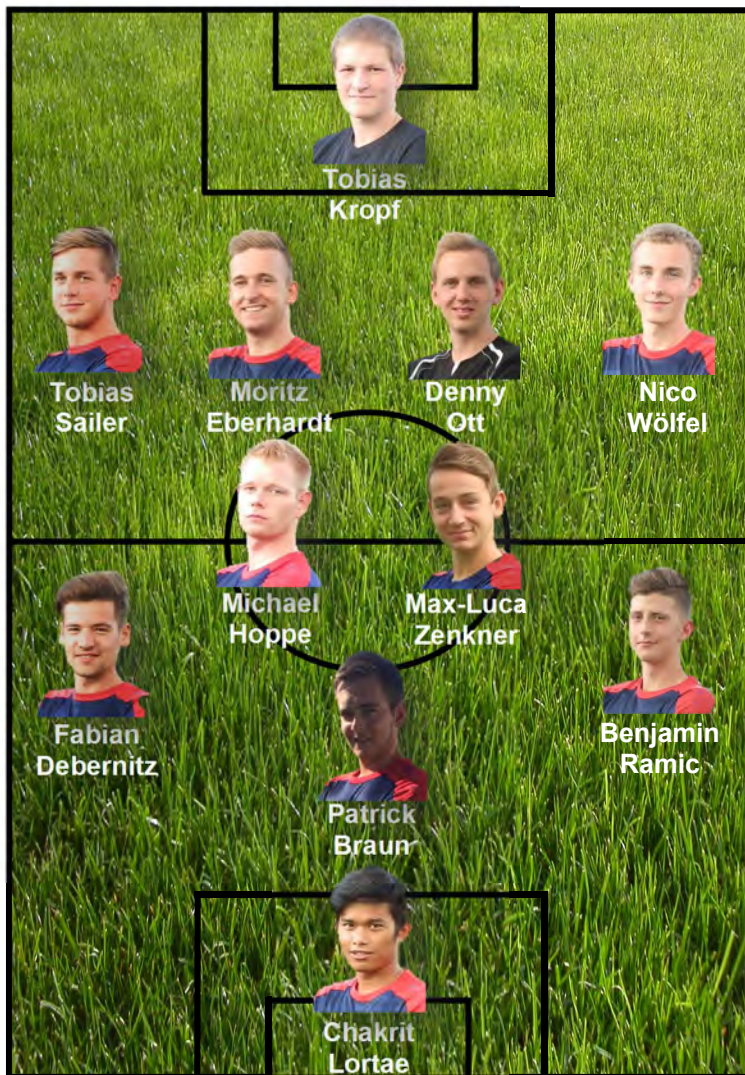 Tobias
Kropf
Tobias
Sailer
Moritz
Eberhardt
Denny
Ott
Nico
Wölfel
Michael
Hoppe
Max-Luca
Zenkner
Fabian
Debernitz
Benjamin
Ramic
Patrick
Braun
Chakrit
Lortae